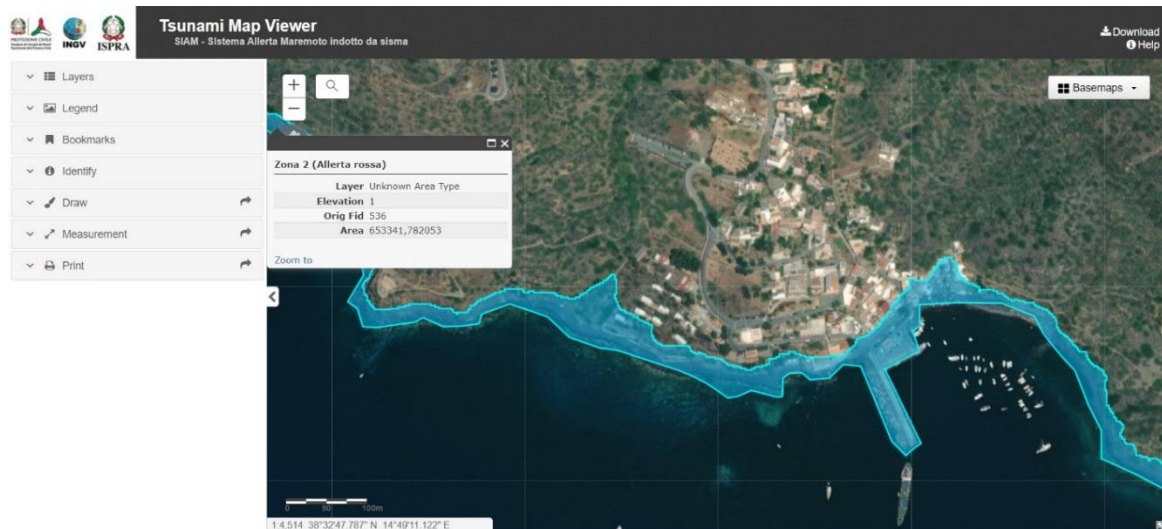 Tsunami Map Viewer
SIAM - Sistema Allerta Maremoto indotto da sisma
PROTEZIONE CIVILE
INGV
ISPRA
Download
Help
Layers
Legend
Bookmarks
Identify
Draw
Measurement
Print
Basemaps
Zona 2 (Allerta rossa)
Layer Unknown Area Type
Elevation 1
Orig Fid 536
Area 653341,782053
Zoom to
0 50 100m
1:4.514 38°32'47.787" N 14°49'11.122" E